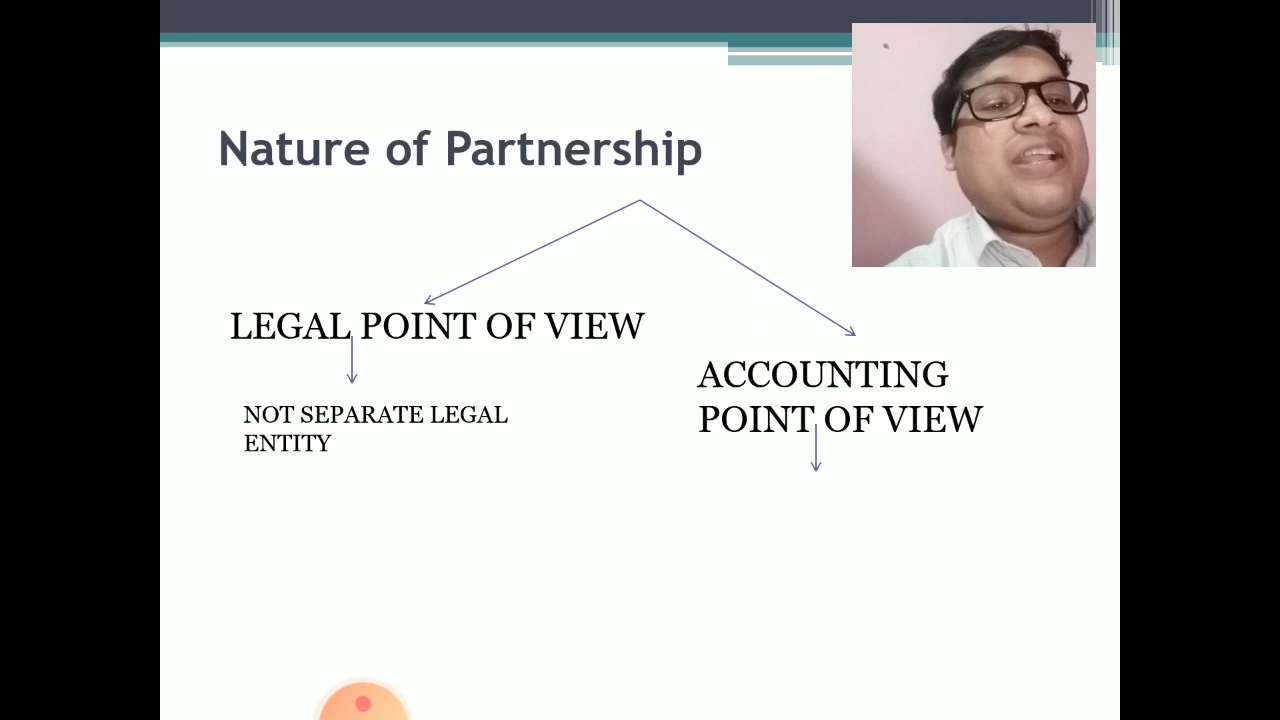 Nature of Partnership
LEGAL POINT OF VIEW
NOT SEPARATE LEGAL
ENTITY
ACCOUNTING
POINT OF VIEW